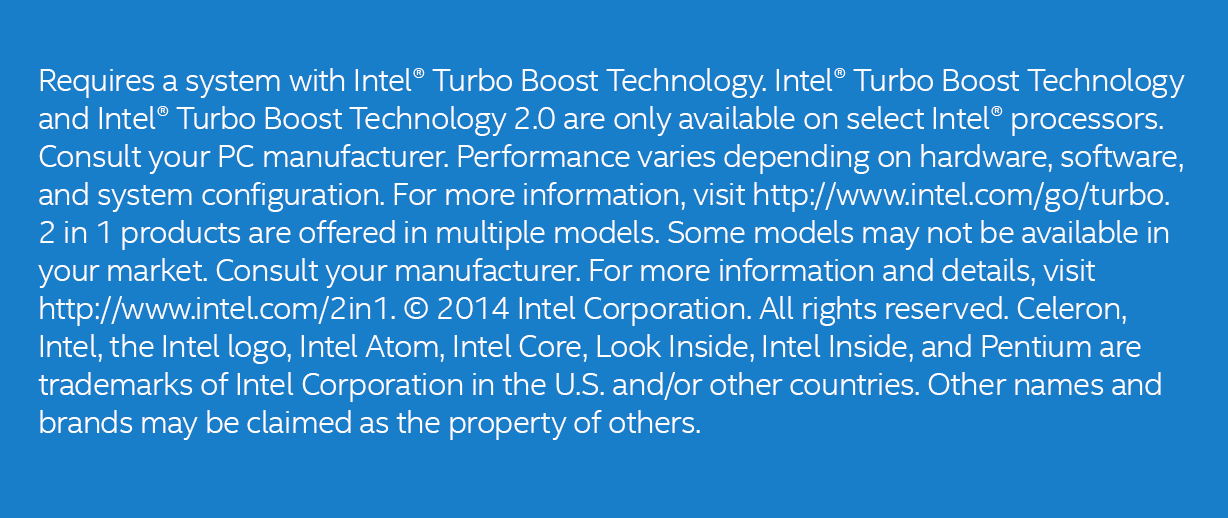 Requires a system with Intel® Turbo Boost Technology. Intel® Turbo Boost Technology
and Intel® Turbo Boost Technology 2.0 are only available on select Intel® processors.
Consult your PC manufacturer. Performance varies depending on hardware, software,
and system configuration. For more information, visit http://www.intel.com/go/turbo.
2 in 1 products are offered in multiple models. Some models may not be available in
your market. Consult your manufacturer. For more information and details, visit
http://www.intel.com/2in1. © 2014 Intel Corporation. All rights reserved. Celeron,
Intel, the Intel logo, Intel Atom, Intel Core, Look Inside, Intel Inside, and Pentium are
trademarks of Intel Corporation in the U.S. and/or other countries. Other names and
brands may be claimed as the property of others.